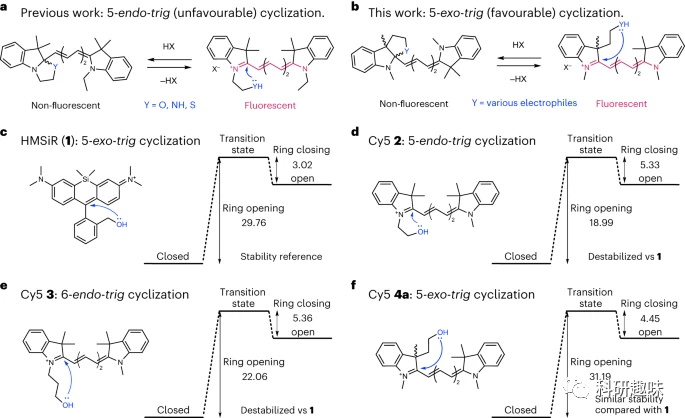 a Previous work: 5-endo-trig (unfavourable) cyclization.
HX
–HX
N
Y
2
N
X⁻
N⁺
2
N
YH
Non-fluorescent
Y = O, NH, S
Fluorescent
b This work: 5-exo-trig (favourable) cyclization.
YH
HX
–HX
N
Y
2
N
X⁻
N⁺
2
N
Non-fluorescent
Y = various electrophiles
Fluorescent
c HMSiR (1): 5-exo-trig cyclization
N
Si
N⁺
OH
Transition
state
Ring closing
3.02
open
Ring opening
29.76
Closed
Stability reference
d Cy5 2: 5-endo-trig cyclization
N⁺
2
N
OH
Transition
state
Ring closing
5.33
open
Ring opening
18.99
Closed
Destabilized vs 1
e Cy5 3: 6-endo-trig cyclization
N⁺
2
N
OH
Transition
state
Ring closing
5.36
open
Ring opening
22.06
Closed
Destabilized vs 1
f Cy5 4a: 5-exo-trig cyclization
OH
N⁺
2
N
Transition
state
Ring closing
4.45
open
Ring opening
31.19
Closed
Similar stability
compared with 1
科研趣味